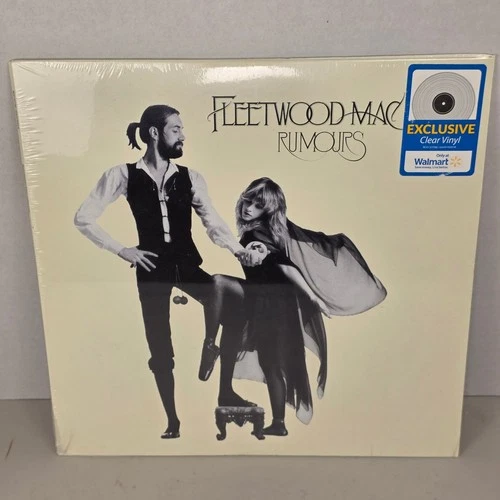 FLEETWOOD MAC
RUMOURS
EXCLUSIVE
Clear Vinyl
Only at
Walmart